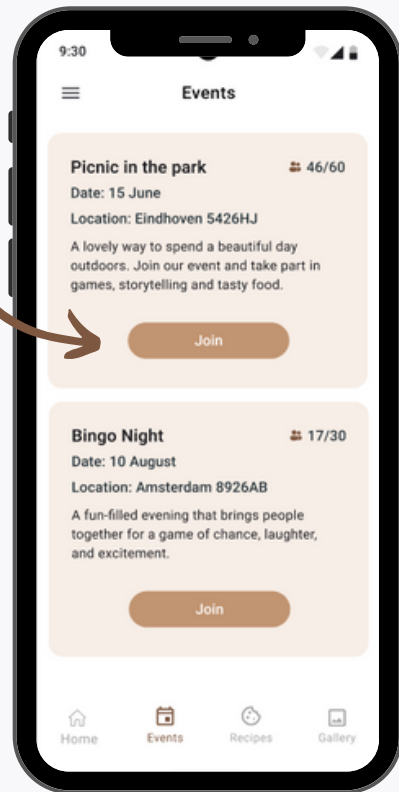 9:30
Events
Picnic in the park 46/60
Date: 15 June
Location: Eindhoven 5426HJ
A lovely way to spend a beautiful day
outdoors. Join our event and take part in
games, storytelling and tasty food.
Join
Bingo Night 17/30
Date: 10 August
Location: Amsterdam 8926AB
A fun-filled evening that brings people
together for a game of chance, laughter,
and excitement.
Join
Home Events Recipes Gallery